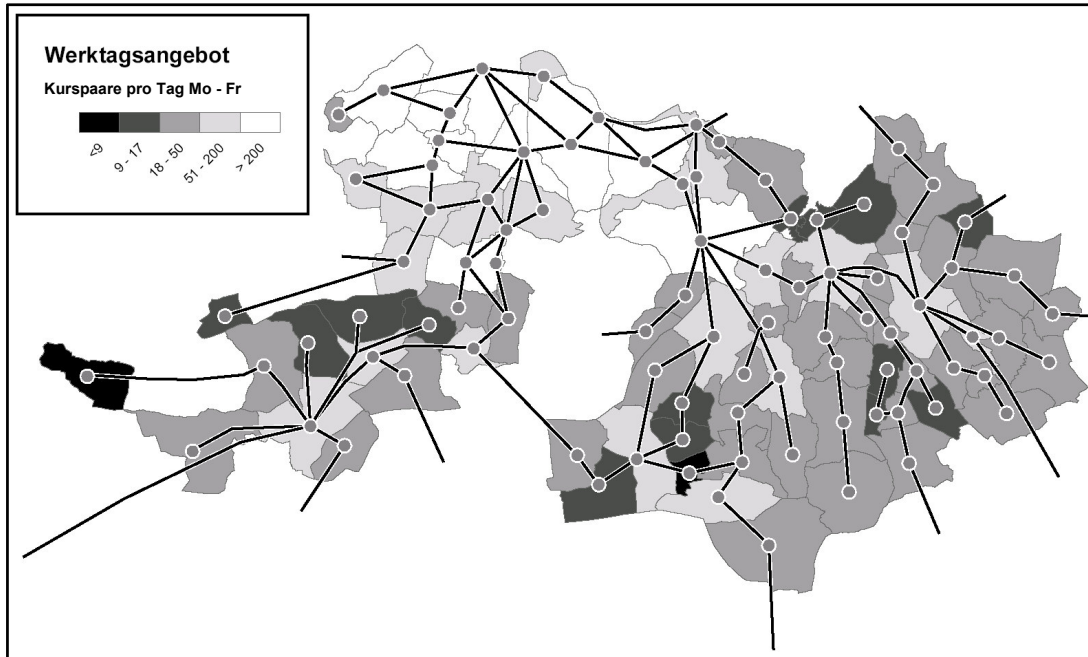 Werktagsangebot
Kurspaare pro Tag Mo - Fr
<9
9 - 17
18 - 50
51 - 200
> 200